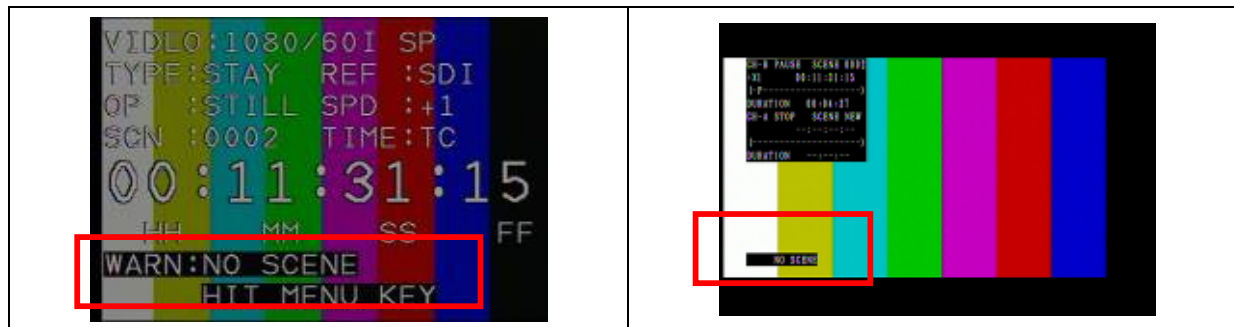 VIDEO:1080/60I SP
TYPE:STAY REF :SDI
OP :STILL SPD :+1
SCN :0002 TIME:TC
00:11:31:15
HH MM SS FF
WARN:NO SCENE
HIT MENU KEY
CH-B PAUSE SCENE 0002
00:11:31:15
DURATION 00:04:37
CH-A STOP SCENE NEW
--:--:--:--
DURATION --:--:--
NO SCENE